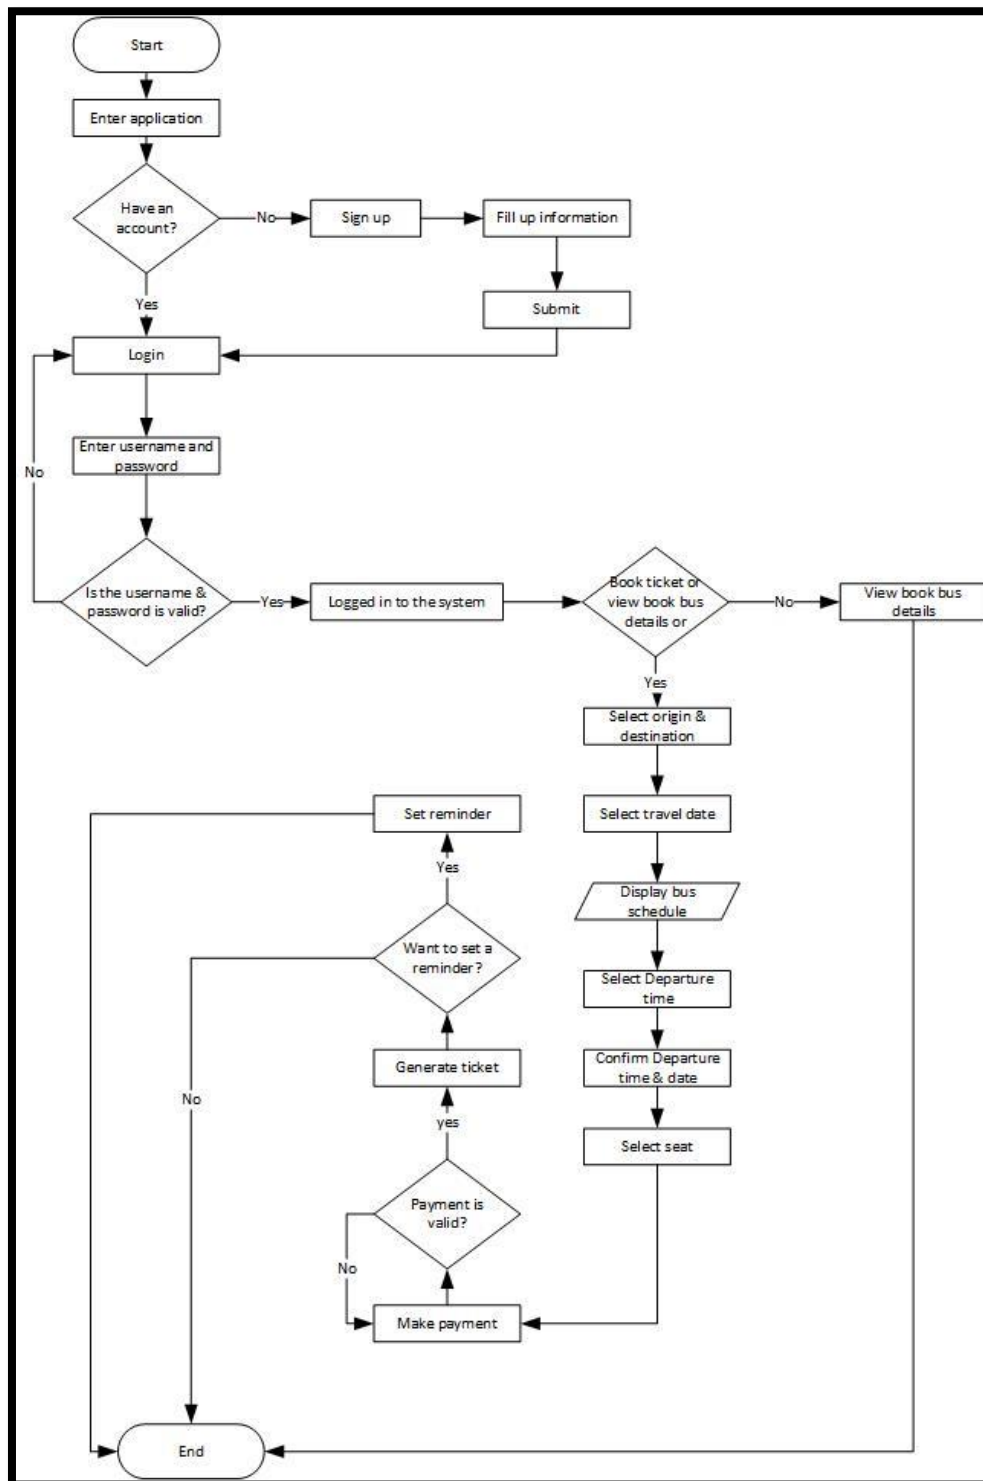 Start
Enter application
Have an
account?
No
Sign up
Fill up information
Yes
Submit
Login
No
Enter username and
password
Is the username &
password is valid?
Yes
Logged in to the system
Book ticket or
view book bus
details or
No
View book bus
details
Yes
Select origin &
destination
Select travel date
Display bus
schedule
Select Departure
time
Confirm Departure
time & date
Select seat
Set reminder
Yes
Want to set a
reminder?
No
Generate ticket
yes
Payment is
valid?
No
Make payment
End